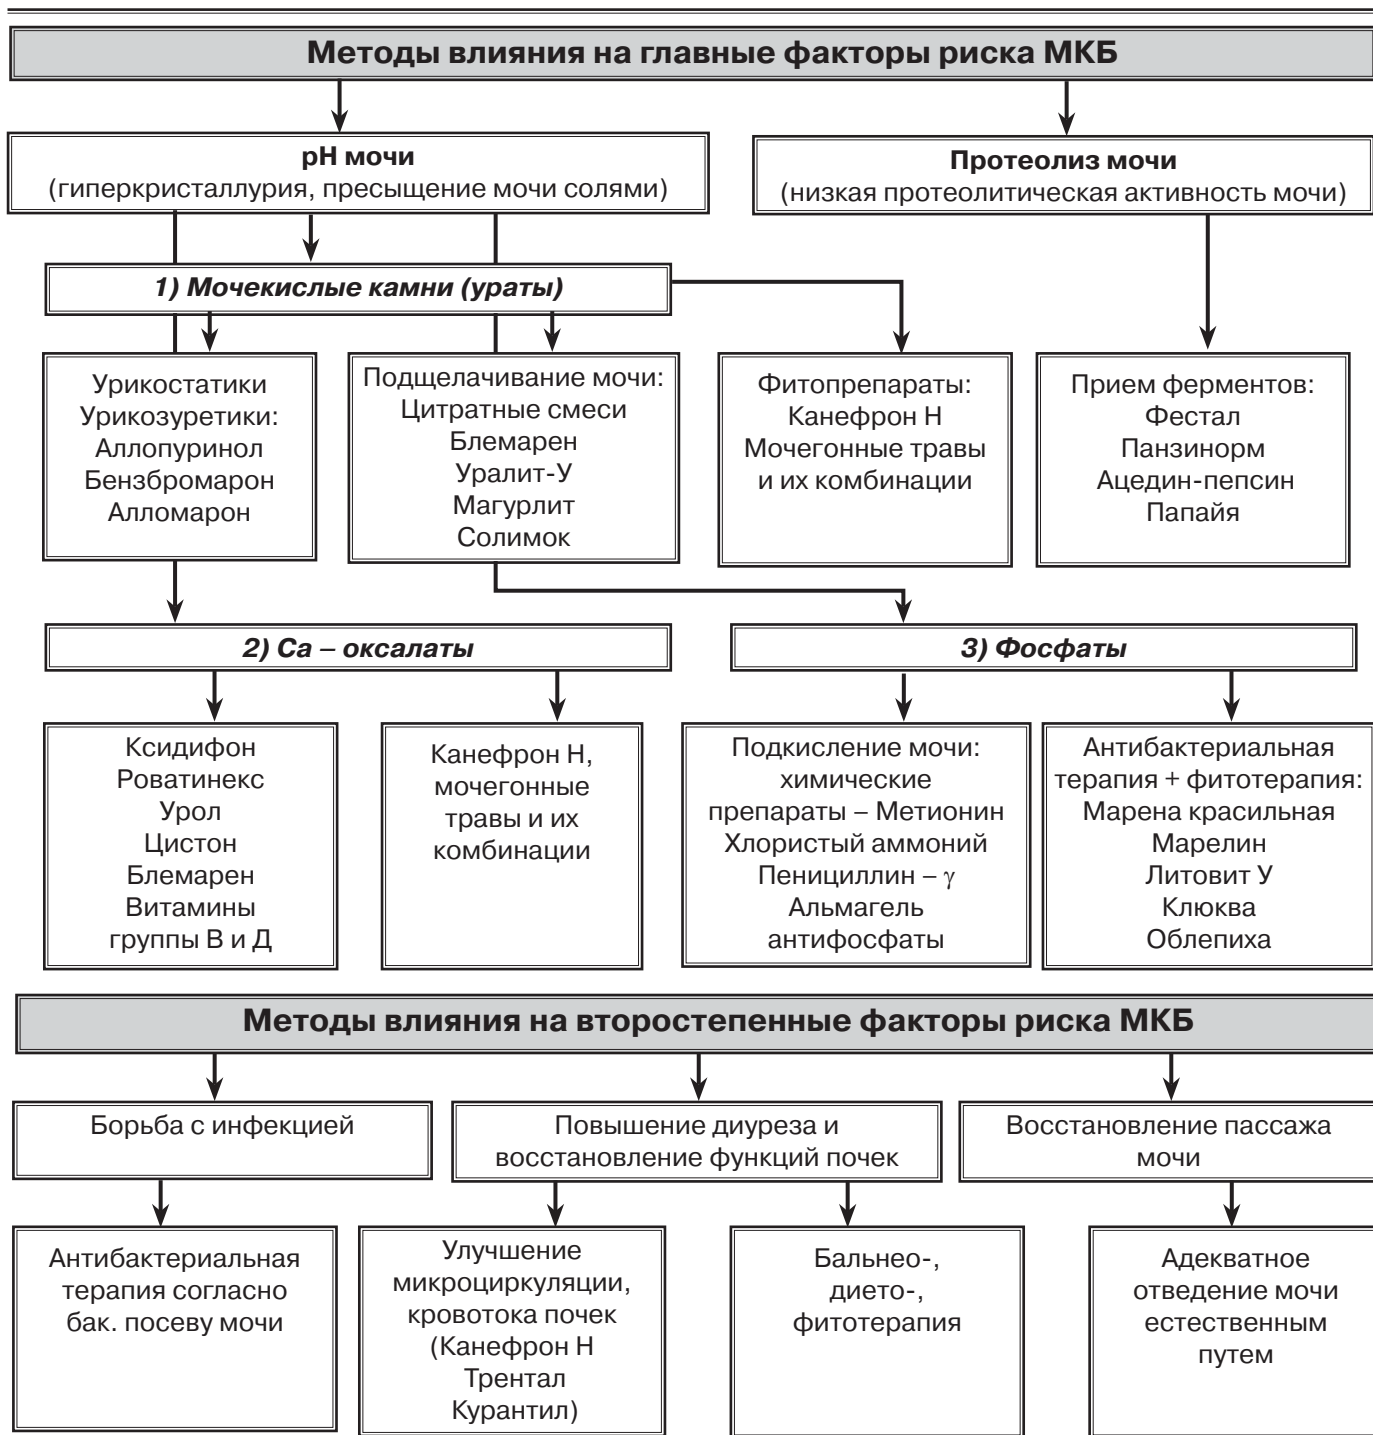 Методы влияния на главные факторы риска МКБ
рН мочи
(гиперкристаллурия, пресыщение мочи солями)
Протеолиз мочи
(низкая протеолитическая активность мочи)
1) Мочекислые камни (ураты)
Урикостатики
Урикозуретики:
Аллопуринол
Бензбромарон
Алломарон
Подщелачивание мочи:
Цитратные смеси
Блемарен
Уралит-У
Магурлит
Солимок
Фитопрепараты:
Канефрон Н
Мочегонные травы
и их комбинации
Прием ферментов:
Фестал
Панзинорм
Ацедин-пепсин
Папайя
2) Са – оксалаты
3) Фосфаты
Ксидифон
Роватинекс
Урол
Цистон
Блемарен
Витамины
группы В и Д
Канефрон Н,
мочегонные
травы и их
комбинации
Подкисление мочи:
химические
препараты – Метионин
Хлористый аммоний
Пенициллин – γ
Альмагель
антифосфаты
Антибактериальная
терапия + фитотерапия:
Марена красильная
Марелин
Литовит У
Клюква
Облепиха
Методы влияния на второстепенные факторы риска МКБ
Борьба с инфекцией
Повышение диуреза и
восстановление функций почек
Восстановление пассажа
мочи
Антибактериальная
терапия согласно
бак. посеву мочи
Улучшение
микроциркуляции,
кровотока почек
(Канефрон Н
Трентал
Курантил)
Бальнео-,
дието-,
фитотерапия
Адекватное
отведение мочи
естественным
путем